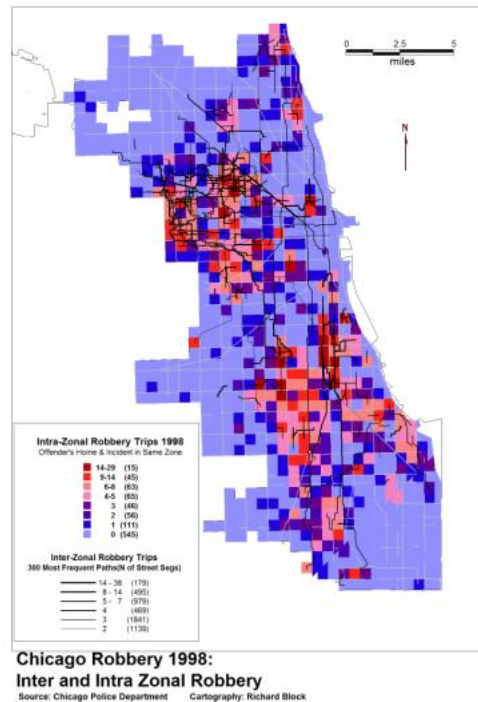 0 2.5 5
miles
N
Intra-Zonal Robbery Trips 1998
Offender's Home & Incident in Same Zone
14-29 (15)
9-14 (45)
6-8 (63)
4-5 (65)
3 (46)
2 (56)
1 (111)
0 (545)
Inter-Zonal Robbery Trips
300 Most Frequent Paths(N of Street Segs)
14 - 38 (179)
8 - 14 (495)
5 - 7 (979)
4 (469)
3 (1841)
2 (1139)
Chicago Robbery 1998:
Inter and Intra Zonal Robbery
Source: Chicago Police Department Cartography: Richard Block